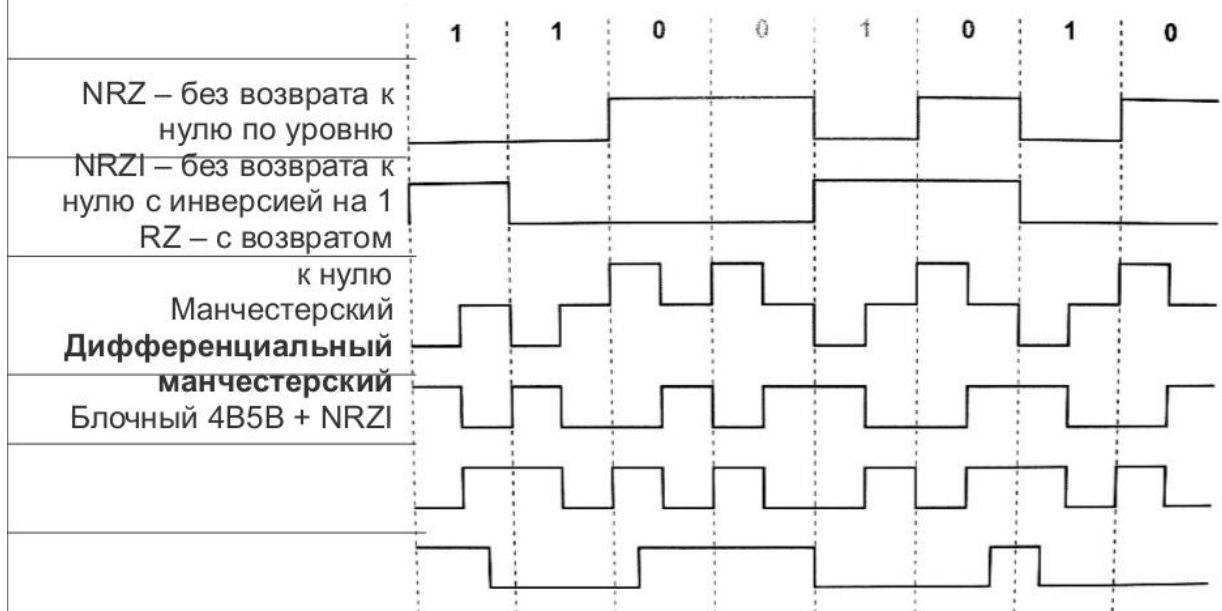 1 1 0 0 1 0 1 0
NRZ – без возврата к
нулю по уровню
NRZI – без возврата к
нулю с инверсией на 1
RZ – с возвратом
к нулю
Манчестерский
Дифференциальный
манчестерский
Блочный 4B5B + NRZI